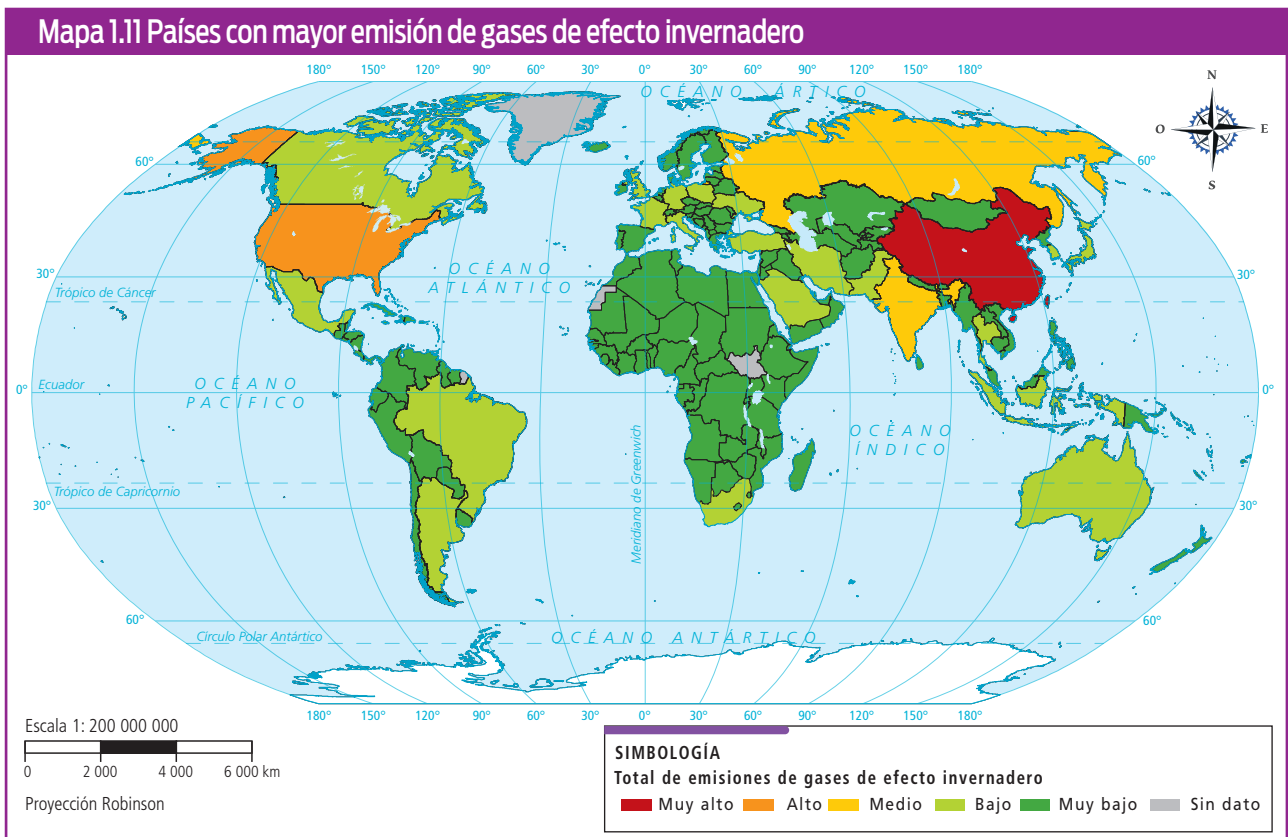 Mapa 1.11 Países con mayor emisión de gases de efecto invernadero
180° 150° 120° 90° 60° 30° 0° 30° 60° 90° 120° 150° 180°
OCÉANO ÁRTICO
N
O E
S
60° 60°
30° 30°
OCÉANO
ATLÁNTICO
Trópico de Cáncer
Ecuador
0° 0°
OCÉANO
PACÍFICO
OCÉANO
ÍNDICO
Meridiano de Greenwich
Trópico de Capricornio
30° 30°
60° 60°
Círculo Polar Antártico
OCÉANO ANTÁRTICO
180° 150° 120° 90° 60° 30° 0° 30° 60° 90° 120° 150° 180°
Escala 1: 200 000 000
0 2 000 4 000 6 000 km
Proyección Robinson
SIMBOLOGÍA
Total de emisiones de gases de efecto invernadero
Muy alto Alto Medio Bajo Muy bajo Sin dato